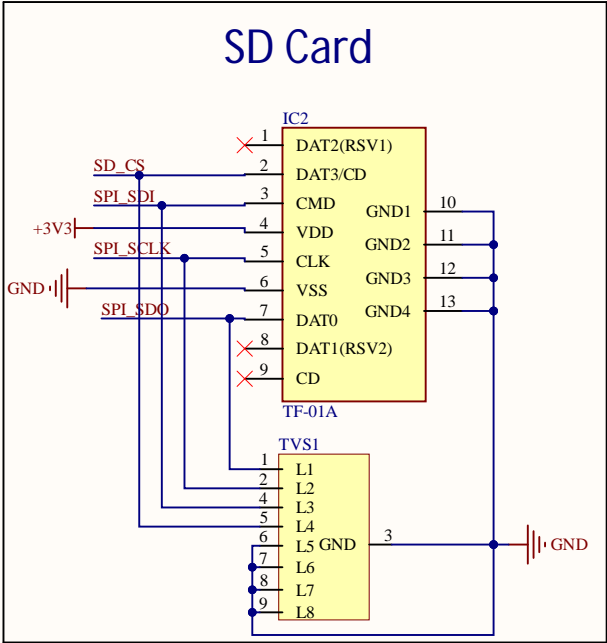 SD Card
IC2
1 DAT2(RSV1)
SD_CS 2 DAT3/CD
SPI_SDI 3 CMD GND1 10
+3V3 4 VDD GND2 11
SPI_SCLK 5 CLK GND3 12
GND 6 VSS GND4 13
SPI_SDO 7 DAT0
8 DAT1(RSV2)
9 CD
TF-01A
TVS1
1 L1
2 L2
4 L3
5 L4
6 L5 GND 3 GND
7 L6
8 L7
9 L8